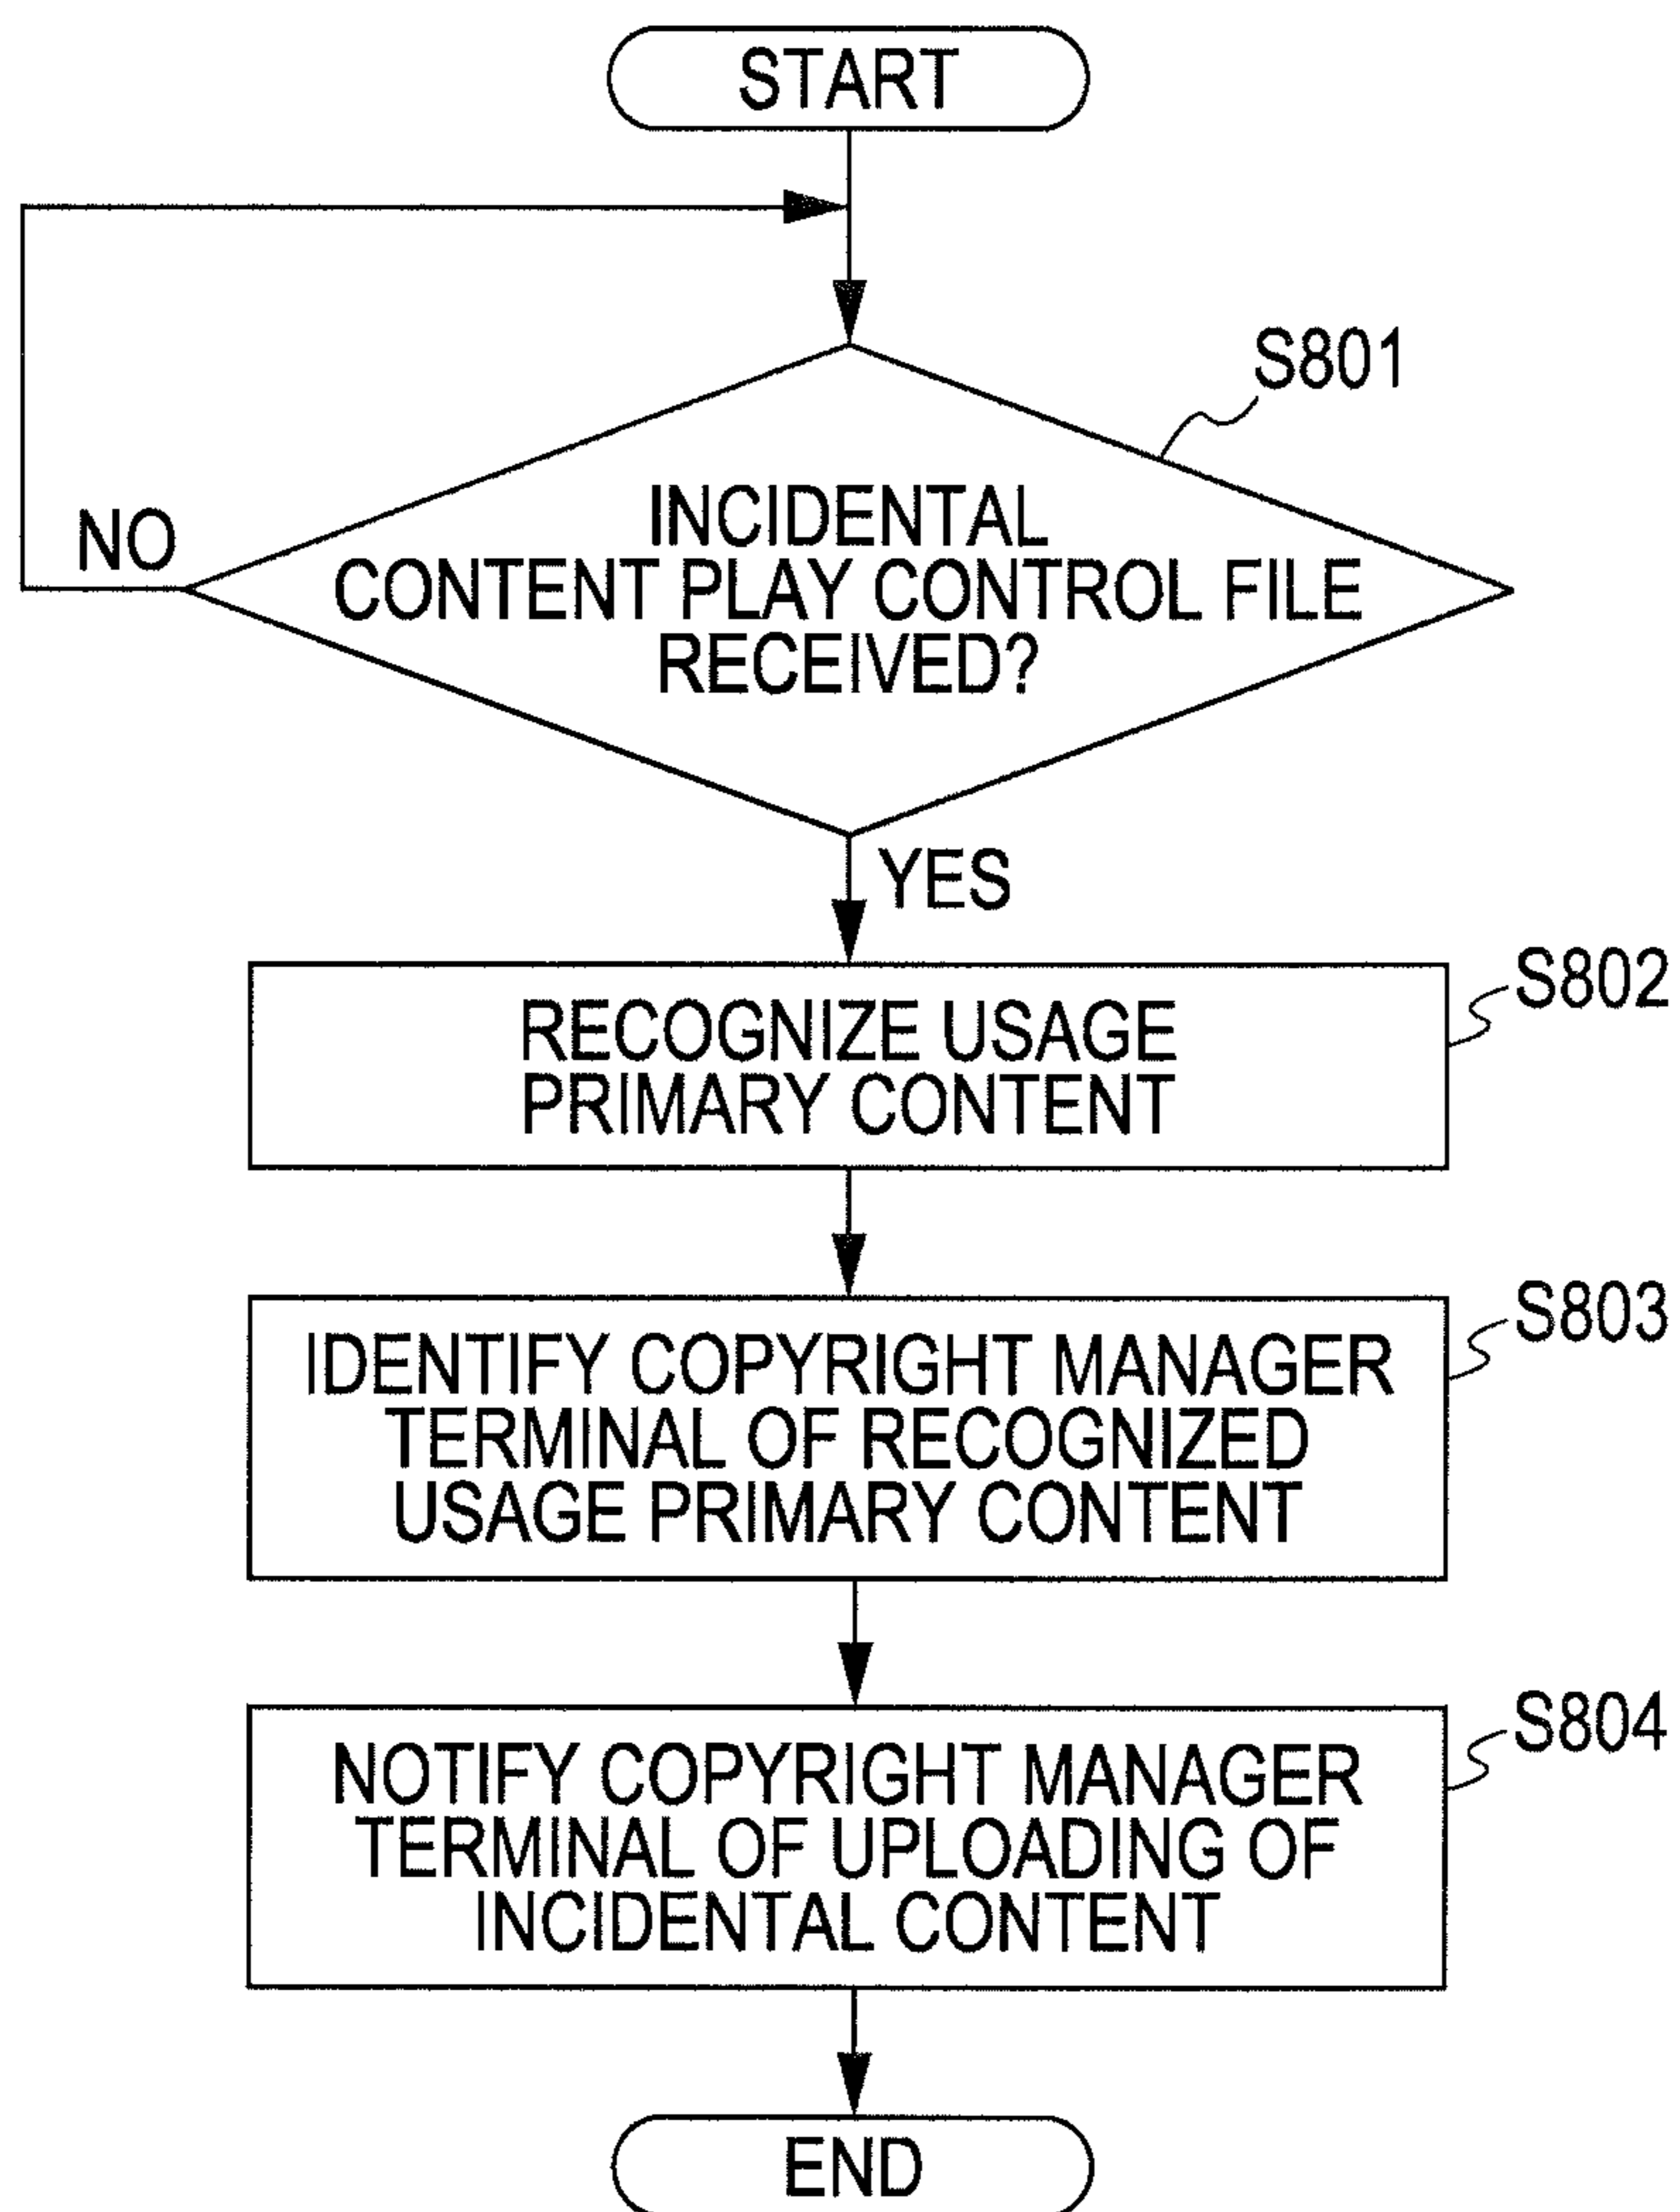 START
S801
INCIDENTAL
CONTENT PLAY CONTROL FILE
RECEIVED?
NO
YES
S802
RECOGNIZE USAGE
PRIMARY CONTENT
S803
IDENTIFY COPYRIGHT MANAGER
TERMINAL OF RECOGNIZED
USAGE PRIMARY CONTENT
S804
NOTIFY COPYRIGHT MANAGER
TERMINAL OF UPLOADING OF
INCIDENTAL CONTENT
END